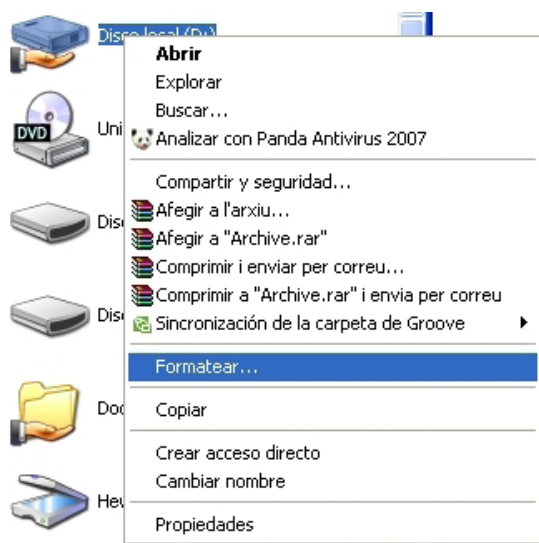 Disco local (D:)
Abrir
Explorar
Buscar...
DVD
Analizar con Panda Antivirus 2007
Compartir y seguridad...
Afegir a l'arxiu...
Afegir a "Archive.rar"
Comprimir i enviar per correu...
Comprimir a "Archive.rar" i envia per correu
Sincronización de la carpeta de Groove
Formatear...
Copiar
Crear acceso directo
Cambiar nombre
Propiedades